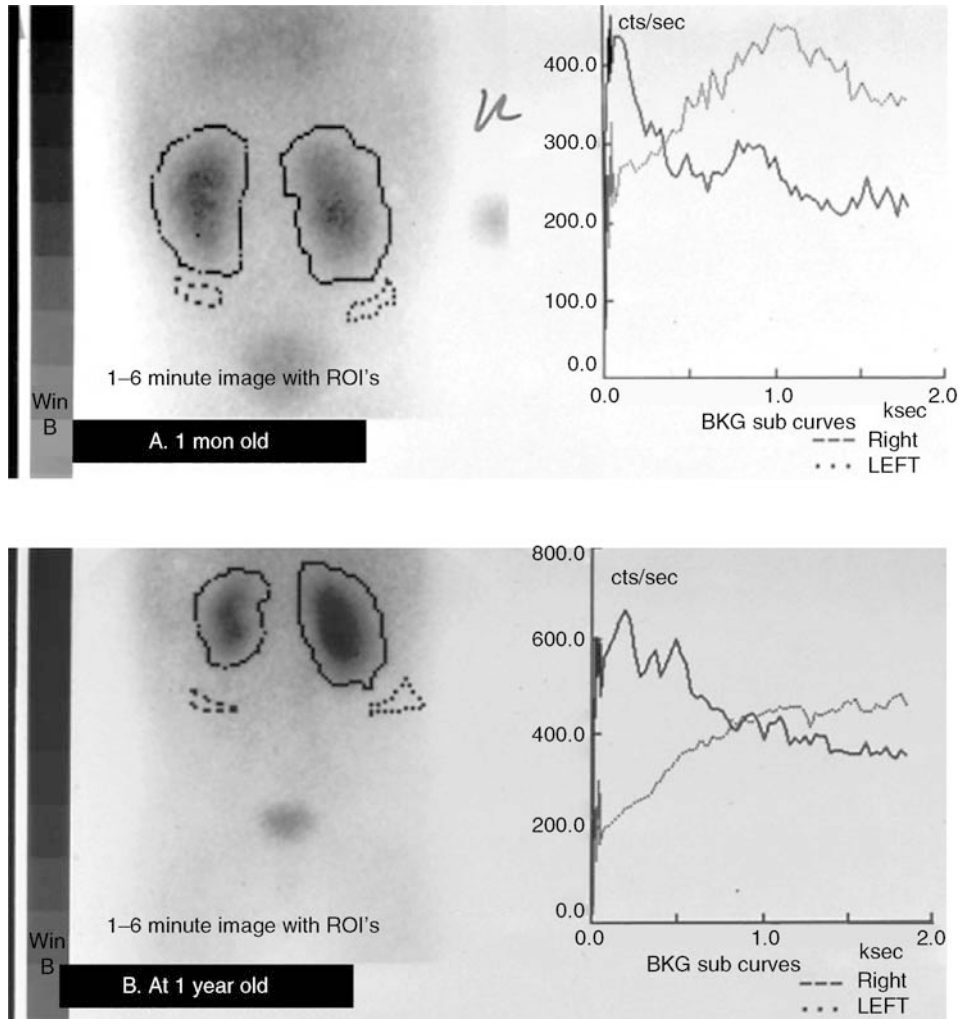 cts/sec
400.0
300.0
200.0
100.0
0.0
0.0 1.0 2.0
ksec
BKG sub curves
Right
LEFT
1–6 minute image with ROI's
Win
B
A. 1 mon old
800.0
cts/sec
600.0
400.0
200.0
0.0
0.0 1.0 2.0
ksec
BKG sub curves
Right
LEFT
1–6 minute image with ROI's
Win
B
B. At 1 year old